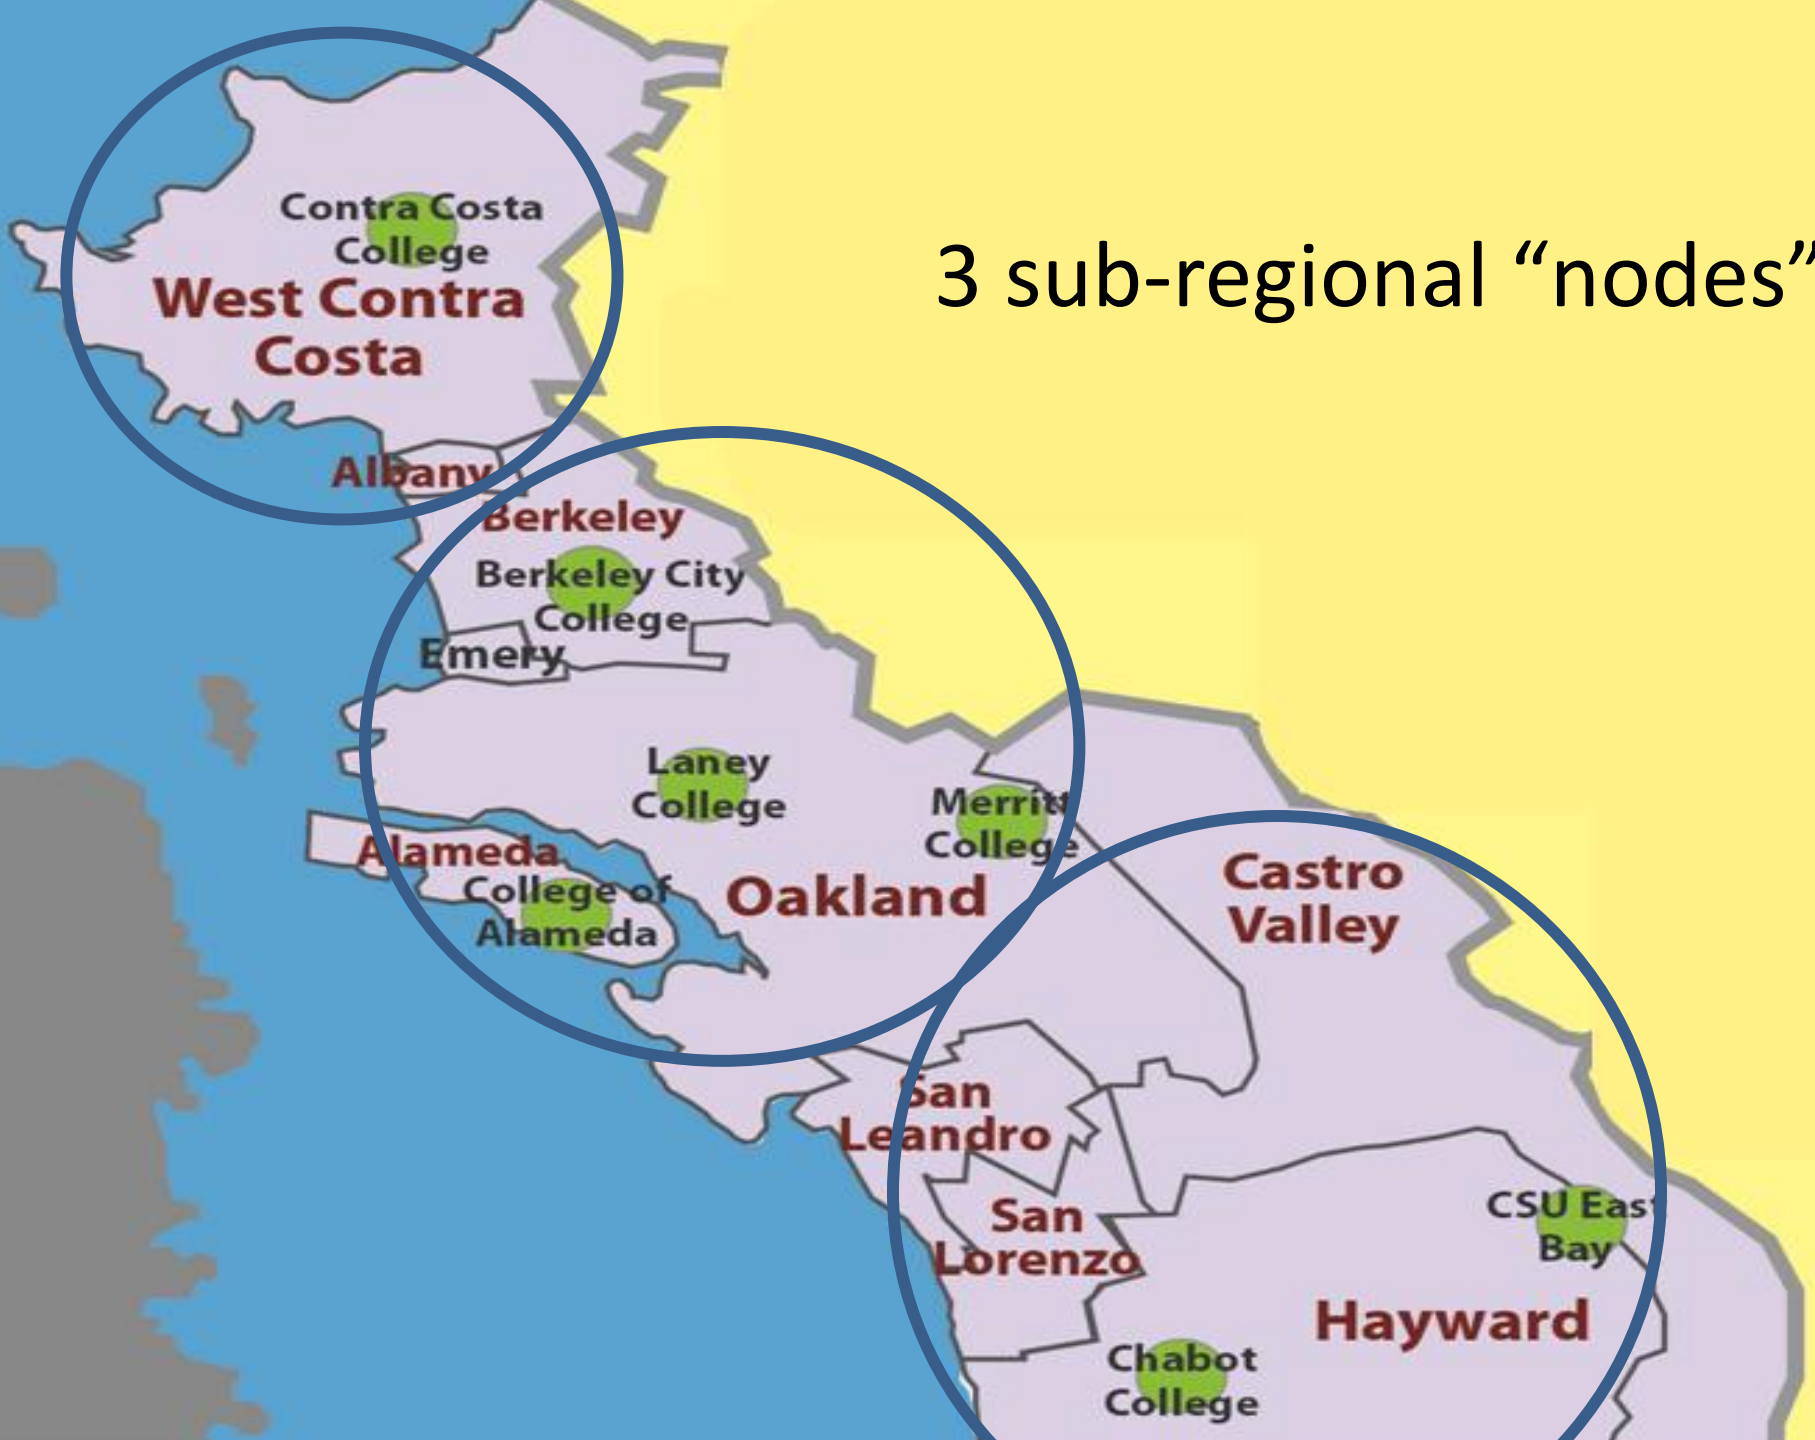 Contra Costa
College
West Contra
Costa
3 sub-regional “nodes”
Albany
Berkeley
Berkeley City
College
Emery
Laney
College
Merritt
College
Alameda
College of
Alameda
Oakland
Castro
Valley
San
Leandro
San
Lorenzo
CSU East
Bay
Hayward
Chabot
College